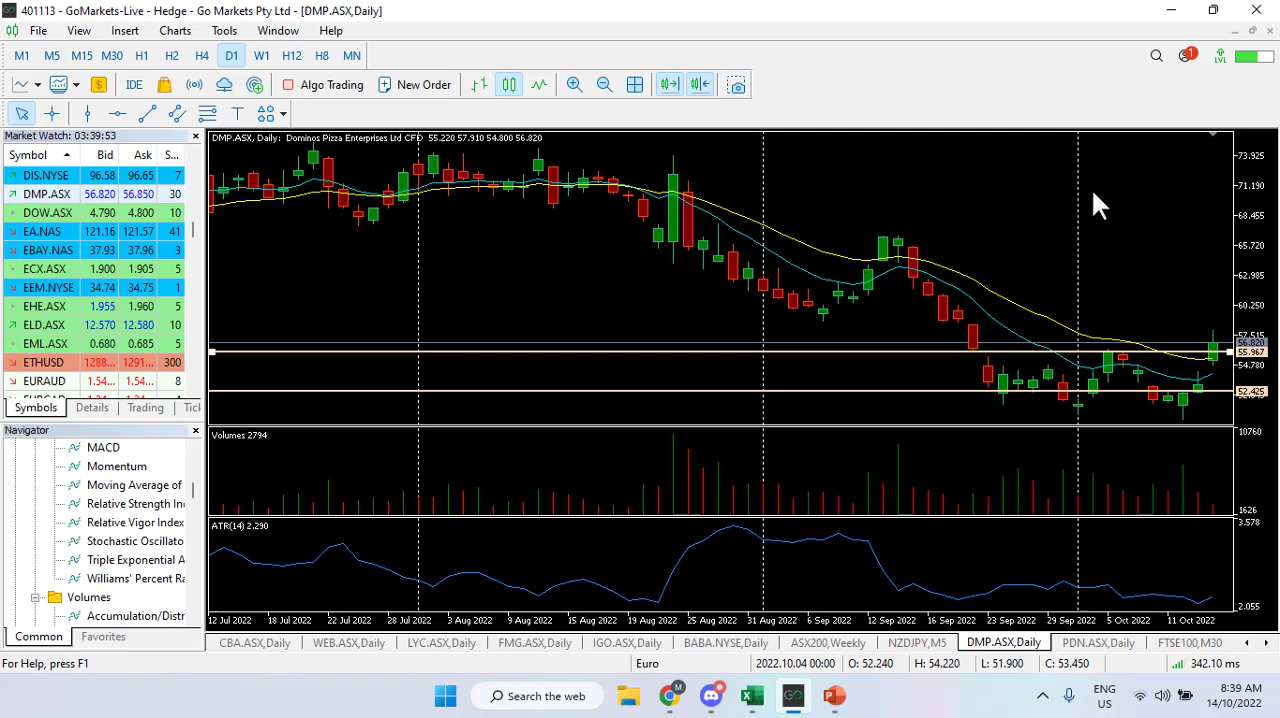 401113 - GoMarkets-Live - Hedge - Go Markets Pty Ltd - [DMP.ASX,Daily]
File View Insert Charts Tools Window Help
M1 M5 M15 M30 H1 H2 H4 D1 W1 H12 H8 MN
1 LVL
IDE Algo Trading New Order
T
Market Watch: 03:39:53
Symbol Bid Ask S...
DIS.NYSE 96.58 96.65 7
DMP.ASX 56.820 56.850 30
DOW.ASX 4.790 4.800 10
EA.NAS 121.16 121.57 41
EBAY.NAS 37.93 37.96 3
ECX.ASX 1.900 1.905 5
EEM.NYSE 34.74 34.75 1
EHE.ASX 1.955 1.960 5
ELD.ASX 12.570 12.580 10
EML.ASX 0.680 0.685 5
ETHUSD 1288... 1291... 300
EURAUD 1.54... 1.54... 8
Symbols Details Trading Tick
Navigator
MACD
Momentum
Moving Average of
Relative Strength In
Relative Vigor Index
Stochastic Oscillato
Triple Exponential A
Williams' Percent Ra
Volumes
Accumulation/Distr
Common Favorites
DMP.ASX, Daily: Dominos Pizza Enterprises Ltd CFD 55.220 57.910 54.800 56.820
73.925
71.190
68.455
65.720
62.985
59.250
57.515
56.820
55.967
54.780
52.425
Volumes 2794
10760
1626
ATR(14) 2.290
3.578
2.055
12 Jul 2022 18 Jul 2022 22 Jul 2022 28 Jul 2022 3 Aug 2022 9 Aug 2022 15 Aug 2022 19 Aug 2022 25 Aug 2022 31 Aug 2022 6 Sep 2022 12 Sep 2022 16 Sep 2022 23 Sep 2022 29 Sep 2022 5 Oct 2022 11 Oct 2022
CBA.ASX,Daily WEB.ASX,Daily LYC.ASX,Daily FMG.ASX,Daily IGO.ASX,Daily BABA.NYSE,Daily ASX200,Weekly NZDJPY,M5 DMP.ASX,Daily PDN.ASX,Daily FTSE100,M30
For Help, press F1 Euro 2022.10.04 00:00 O: 52.240 H: 54.220 L: 51.900 C: 53.450 342.10 ms
Search the web M GO ENG US 8:39 AM 14/10/2022